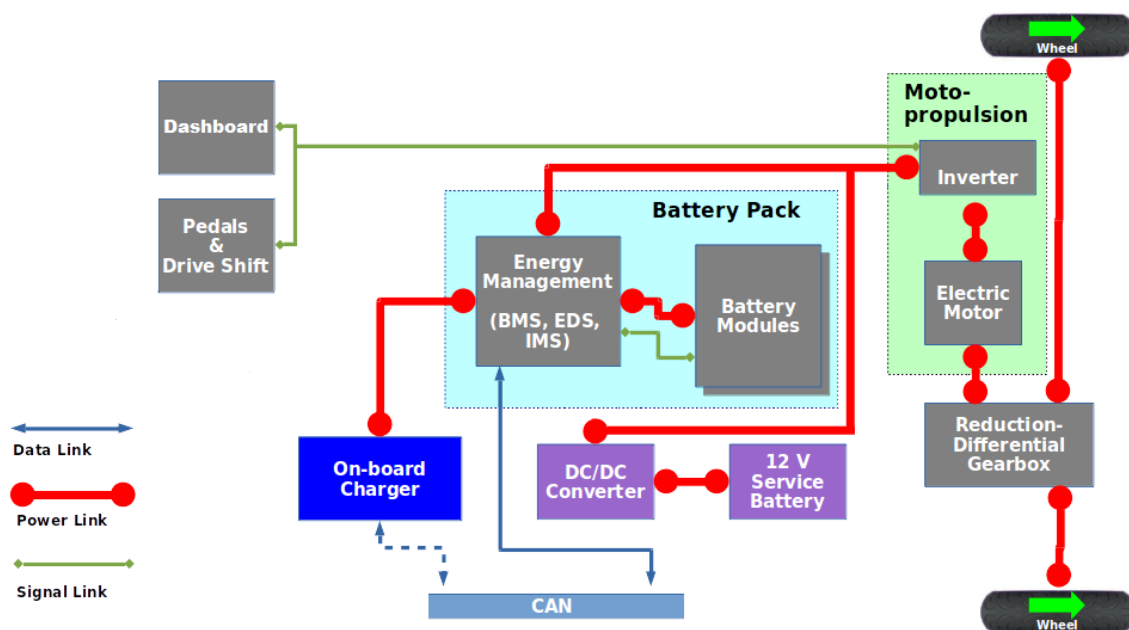 Wheel
Moto-
propulsion
Dashboard
Inverter
Pedals
&
Drive Shift
Battery Pack
Energy
Management
(BMS, EDS,
IMS)
Battery
Modules
Electric
Motor
Reduction-
Differential
Gearbox
Data Link
On-board
Charger
DC/DC
Converter
12 V
Service
Battery
Power Link
Signal Link
CAN
Wheel